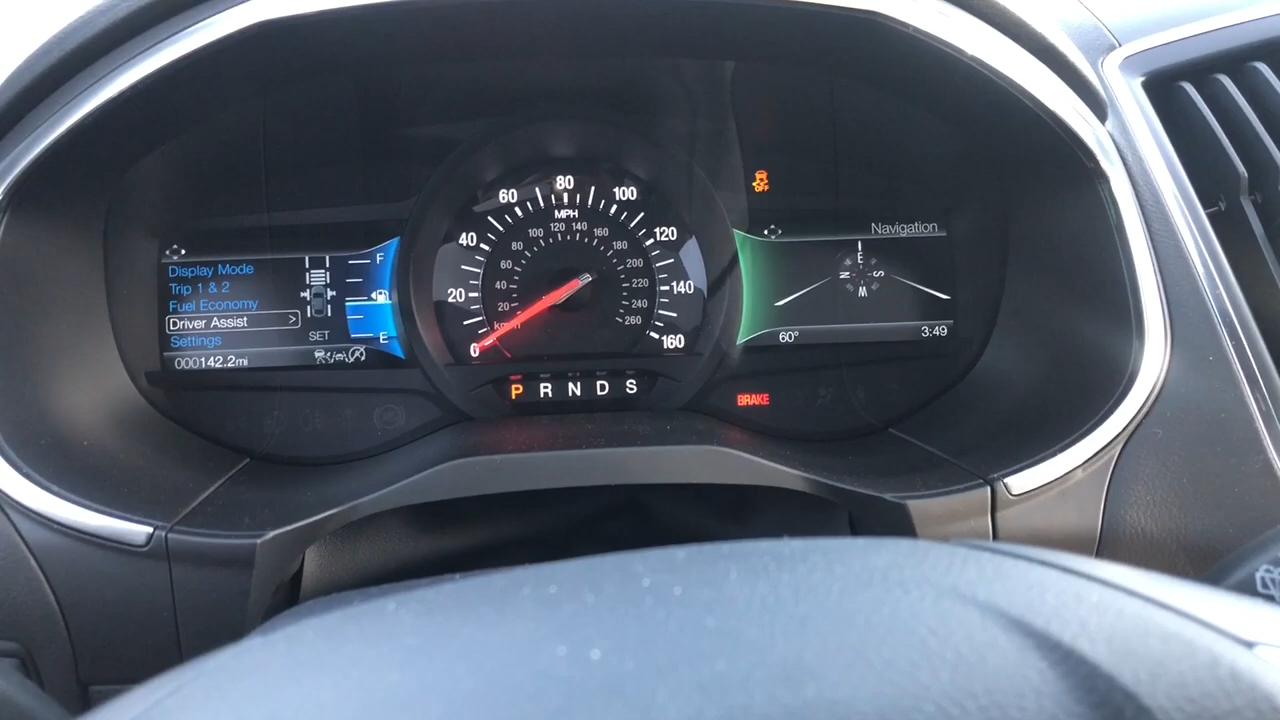 Display Mode
Trip 1 & 2
Fuel Economy
Driver Assist >
Settings
SET
000142.2mi
F
E
0
20
40
60
80
100
120
140
160
MPH
20
40
60
80
100
120
140
160
180
200
220
240
260
km/h
P R N D S
OFF
BRAKE
Navigation
N
E
S
W
60°
3:49